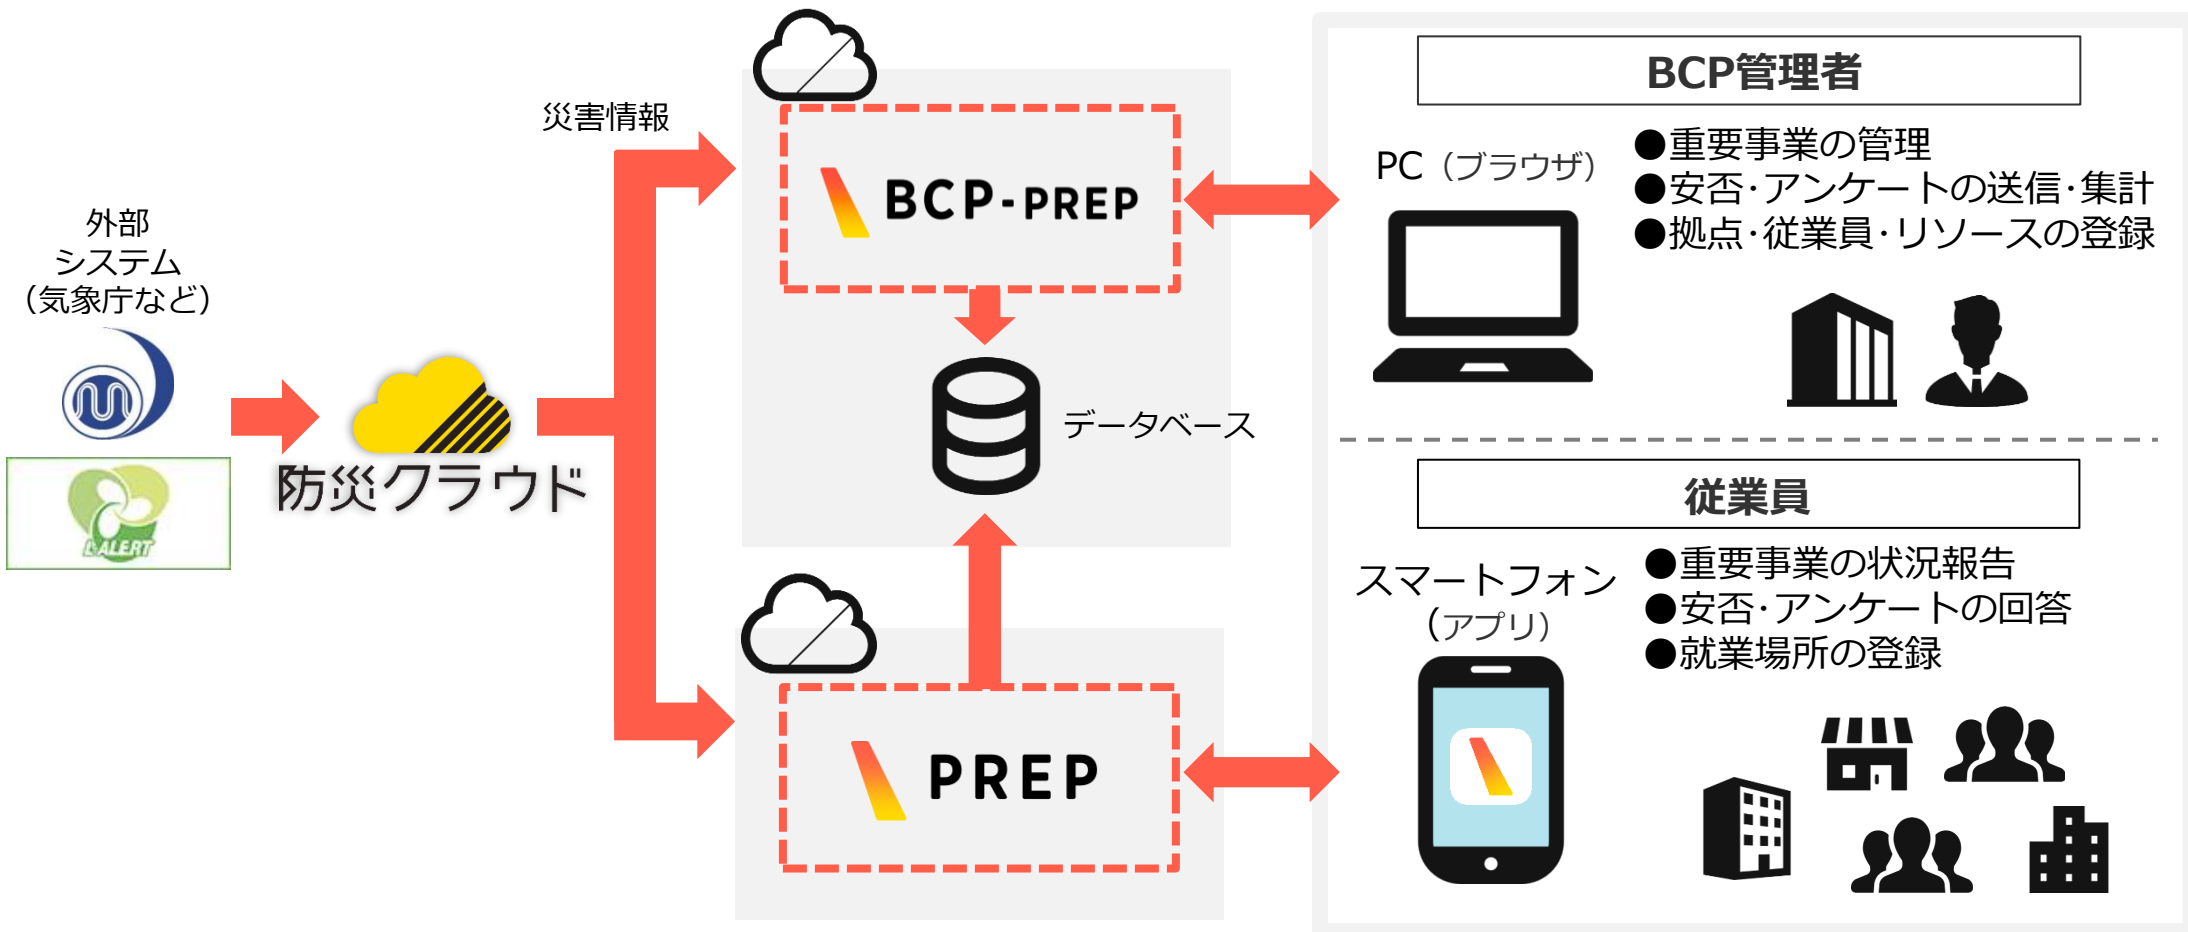 外部
システム
（気象庁など）
L-ALERT
防災クラウド
災害情報
BCP-PREP
データベース
PREP
BCP管理者
PC（ブラウザ）
●重要事業の管理
●安否・アンケートの送信・集計
●拠点・従業員・リソースの登録
従業員
スマートフォン
（アプリ）
●重要事業の状況報告
●安否・アンケートの回答
●就業場所の登録